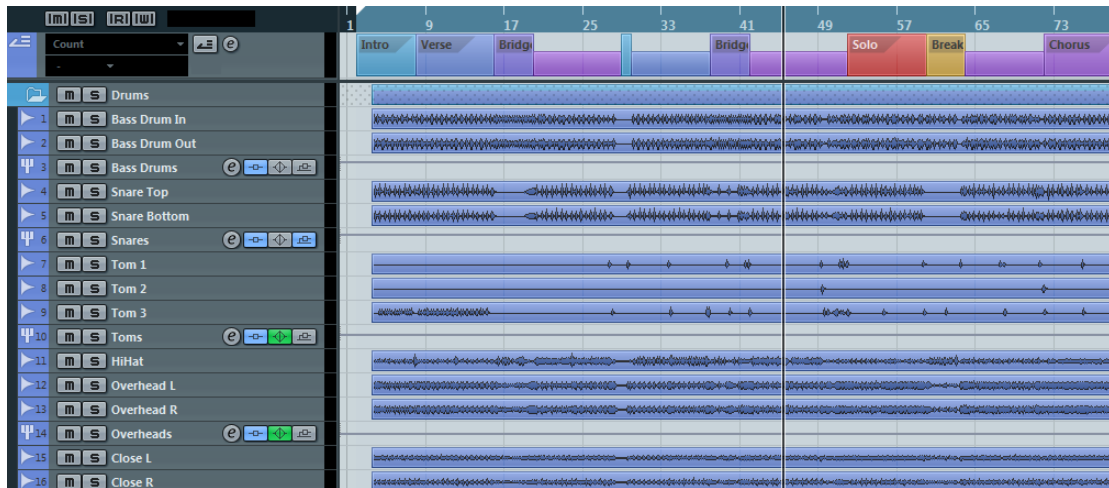 M S R W
1 9 17 25 33 41 49 57 65 73
Count e
Intro Verse Bridg Bridg Solo Break Chorus
-
m S Drums
1 m S Bass Drum In
2 m S Bass Drum Out
3 m S Bass Drums e
4 m S Snare Top
5 m S Snare Bottom
6 m S Snares e
7 m S Tom 1
8 m S Tom 2
9 m S Tom 3
10 m S Toms e
11 m S HiHat
12 m S Overhead L
13 m S Overhead R
14 m S Overheads e
15 m S Close L
16 m S Close R